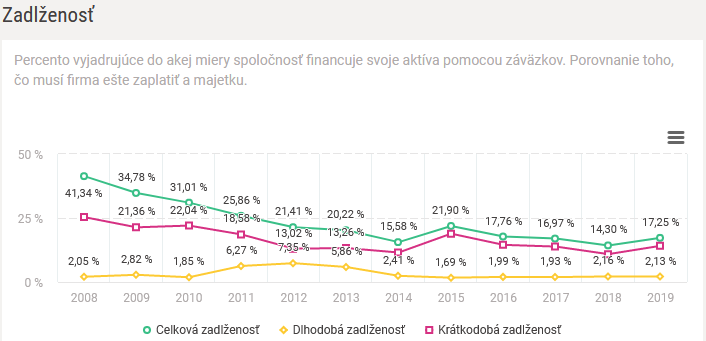 Zadĺženosť
Percento vyjadrujúce do akej miery spoločnosť financuje svoje aktíva pomocou záväzkov. Porovnanie toho,
čo musí firma ešte zaplatiť a majetku.
50 %
25 %
0 %
41,34 % 34,78 % 31,01 % 25,86 % 21,41 % 20,22 % 15,58 % 21,90 % 17,76 % 16,97 % 14,30 % 17,25 %
21,36 % 22,04 % 18,58 % 13,02 % 13,26 %
2,05 % 2,82 % 1,85 % 6,27 % 7,35 % 5,86 % 2,41 % 1,69 % 1,99 % 1,93 % 2,16 % 2,13 %
2008 2009 2010 2011 2012 2013 2014 2015 2016 2017 2018 2019
Celková zadlženosť Dlhodobá zadlženosť Krátkodobá zadlženosť